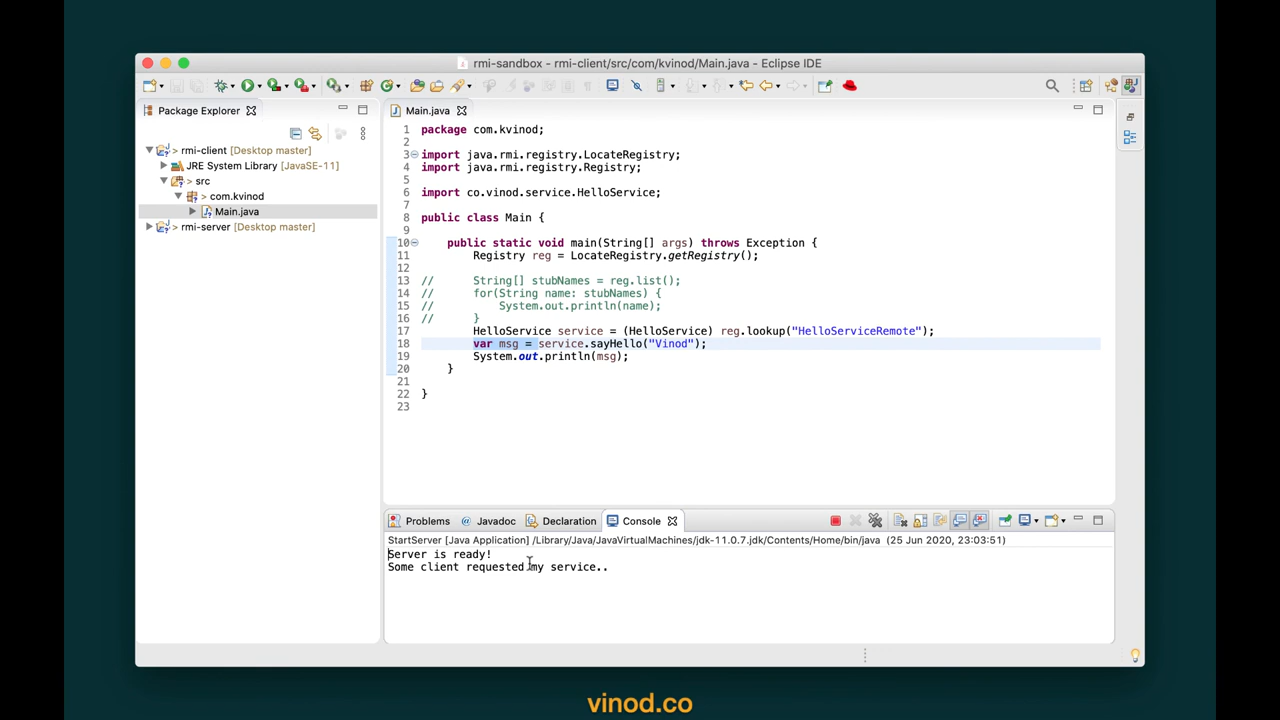 rmi-sandbox - rmi-client/src/com/kvinod/Main.java - Eclipse IDE
Package Explorer
rmi-client [Desktop master]
JRE System Library [JavaSE-11]
> src
> com.kvinod
Main.java
> rmi-server [Desktop master]
Main.java
1 package com.kvinod;
2
3 import java.rmi.registry.LocateRegistry;
4 import java.rmi.registry.Registry;
5
6 import co.vinod.service.HelloService;
7
8 public class Main {
9
10 public static void main(String[] args) throws Exception {
11 Registry reg = LocateRegistry.getRegistry();
12
13 // String[] stubNames = reg.list();
14 // for(String name: stubNames) {
15 // System.out.println(name);
16 // }
17 HelloService service = (HelloService) reg.lookup("HelloServiceRemote");
18 var msg = service.sayHello("Vinod");
19 System.out.println(msg);
20 }
21
22 }
23
Problems @ Javadoc Declaration Console
StartServer [Java Application] /Library/Java/JavaVirtualMachines/jdk-11.0.7.jdk/Contents/Home/bin/java (25 Jun 2020, 23:03:51)
Server is ready!
Some client requested my service..
vinod.co